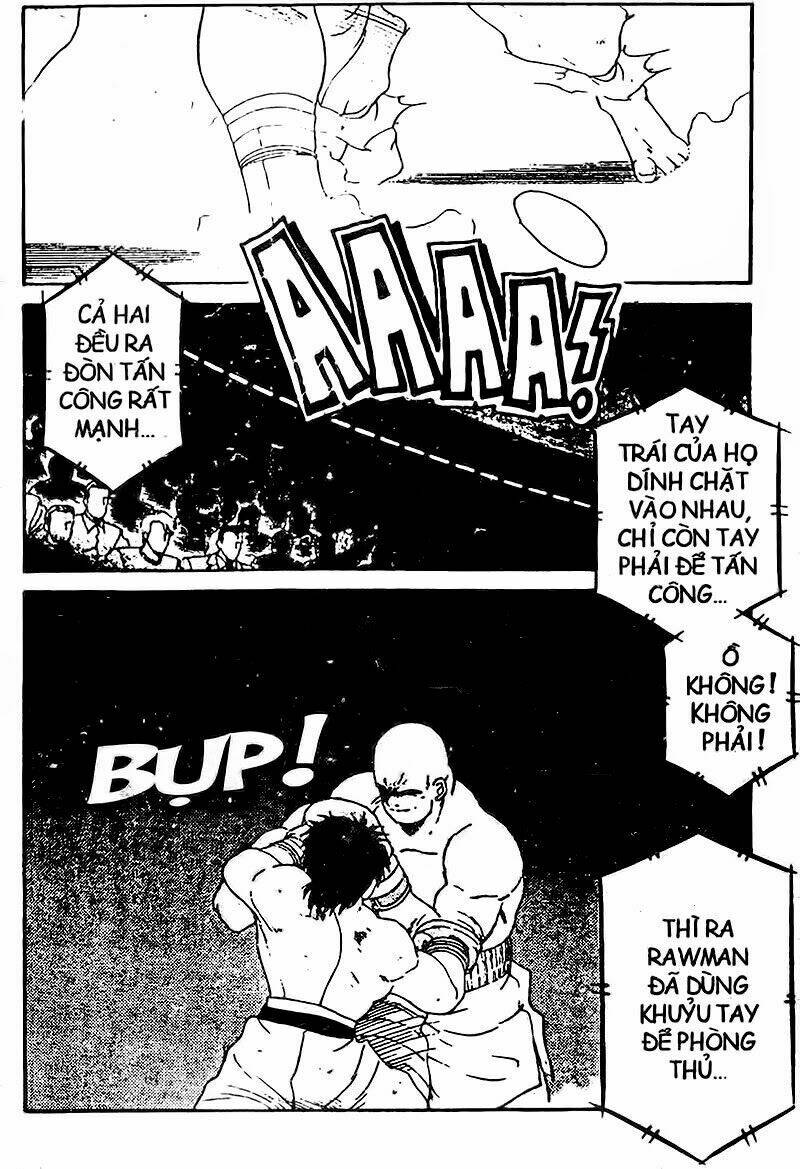 AAAAA!
CẢ HAI
ĐỀU RA
ĐÒN TẤN
CÔNG RẤT
MẠNH...
TAY
TRÁI CỦA HỌ
DÍNH CHẶT
VÀO NHAU,
CHỈ CÒN TAY
PHẢI ĐỂ TẤN
CÔNG...
Ồ
KHÔNG!
KHÔNG
PHẢI!
BỤP!
THÌ RA
RAWMAN
ĐÃ DÙNG
KHUỶU TAY
ĐỂ PHÒNG
THỦ...